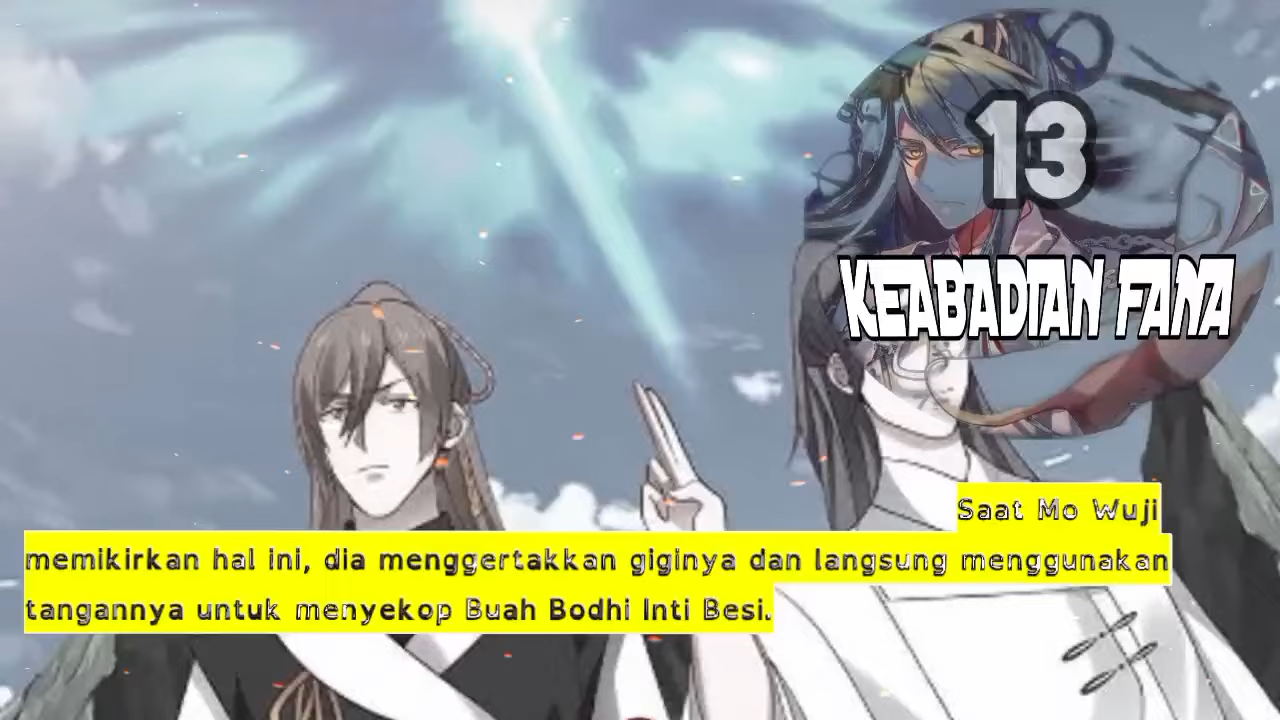 13
KEABADIAN FANA
Saat Mo Wuji
memikirkan hal ini, dia menggertakkan giginya dan langsung menggunakan
tangannya untuk menyekop Buah Bodhi Inti Besi.